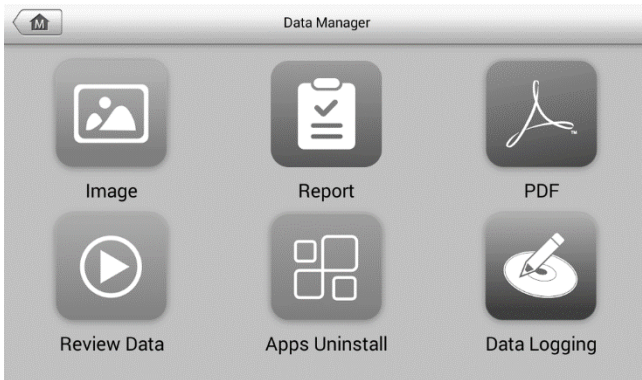 M
Data Manager
Image
Report
PDF
Review Data
Apps Uninstall
Data Logging